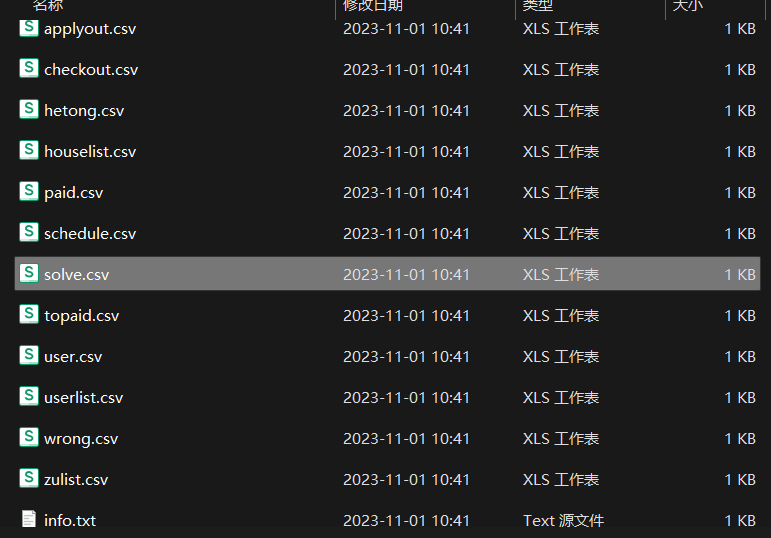 名称 修改日期 类型 大小
applyout.csv 2023-11-01 10:41 XLS 工作表 1 KB
checkout.csv 2023-11-01 10:41 XLS 工作表 1 KB
hetong.csv 2023-11-01 10:41 XLS 工作表 1 KB
houselist.csv 2023-11-01 10:41 XLS 工作表 1 KB
paid.csv 2023-11-01 10:41 XLS 工作表 1 KB
schedule.csv 2023-11-01 10:41 XLS 工作表 1 KB
solve.csv 2023-11-01 10:41 XLS 工作表 1 KB
topaid.csv 2023-11-01 10:41 XLS 工作表 1 KB
user.csv 2023-11-01 10:41 XLS 工作表 1 KB
userlist.csv 2023-11-01 10:41 XLS 工作表 1 KB
wrong.csv 2023-11-01 10:41 XLS 工作表 1 KB
zulist.csv 2023-11-01 10:41 XLS 工作表 1 KB
info.txt 2023-11-01 10:41 Text 源文件 1 KB